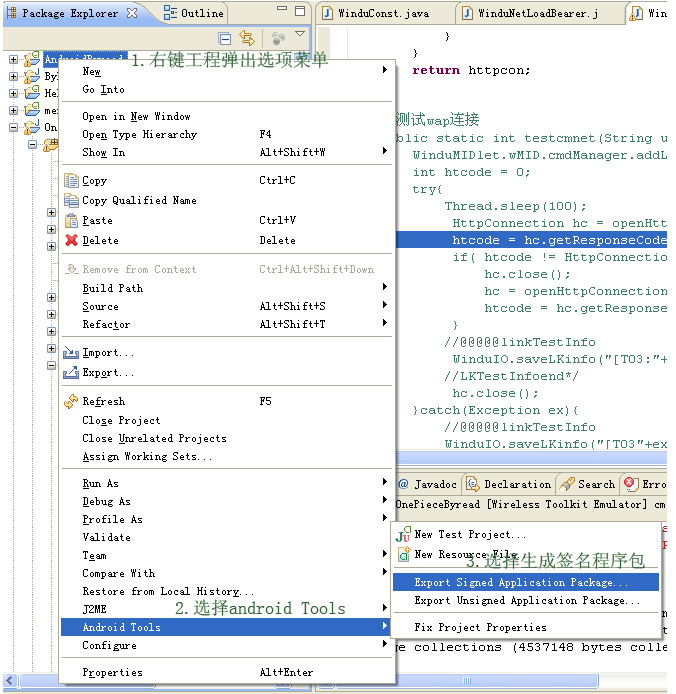 Package Explorer
Outline
WinduConst.java
WinduNetLoadBearer.j
Win
AndroidByread
1.右键工程弹出选项菜单
}
}
return httpcon;
测试wap连接
blic static int testcmnet(String u
WinduMIDlet.wMID.cmdManager.addL
int htcode = 0;
try{
Thread.sleep(100);
HttpConnection hc = openHtt
htcode = hc.getResponseCode
if( htcode != HttpConnectio
hc.close();
hc = openHttpConnection
htcode = hc.getResponse
}
//@@@@@linkTestInfo
WinduIO.saveLKinfo("[TO3:"+
//LKTestInfoend*/
hc.close();
}catch(Exception ex){
//@@@@@linkTestInfo
WinduIO.saveLKinfo("[TO3"+ex
New
Go Into
Open in New Window
Open Type Hierarchy F4
Show In Alt+Shift+W
Copy Ctrl+C
Copy Qualified Name
Paste Ctrl+V
Delete Delete
Remove from Context Ctrl+Alt+Shift+Down
Build Path
Source Alt+Shift+S
Refactor Alt+Shift+T
Import...
Export...
Refresh F5
Close Project
Close Unrelated Projects
Assign Working Sets...
Run As
Debug As
Profile As
Validate
Team
Compare With
Restore from Local History...
J2ME
2.选择android Tools
Android Tools
Configure
Properties Alt+Enter
@ Javadoc
Declaration
Search
Erro
OnePieceByread [Wireless Toolkit Emulator] cm
New Test Project...
New Resource File
3.选择生成签名程序包
Export Signed Application Package...
Export Unsigned Application Package...
Fix Project Properties
e collections (4537148 bytes colle